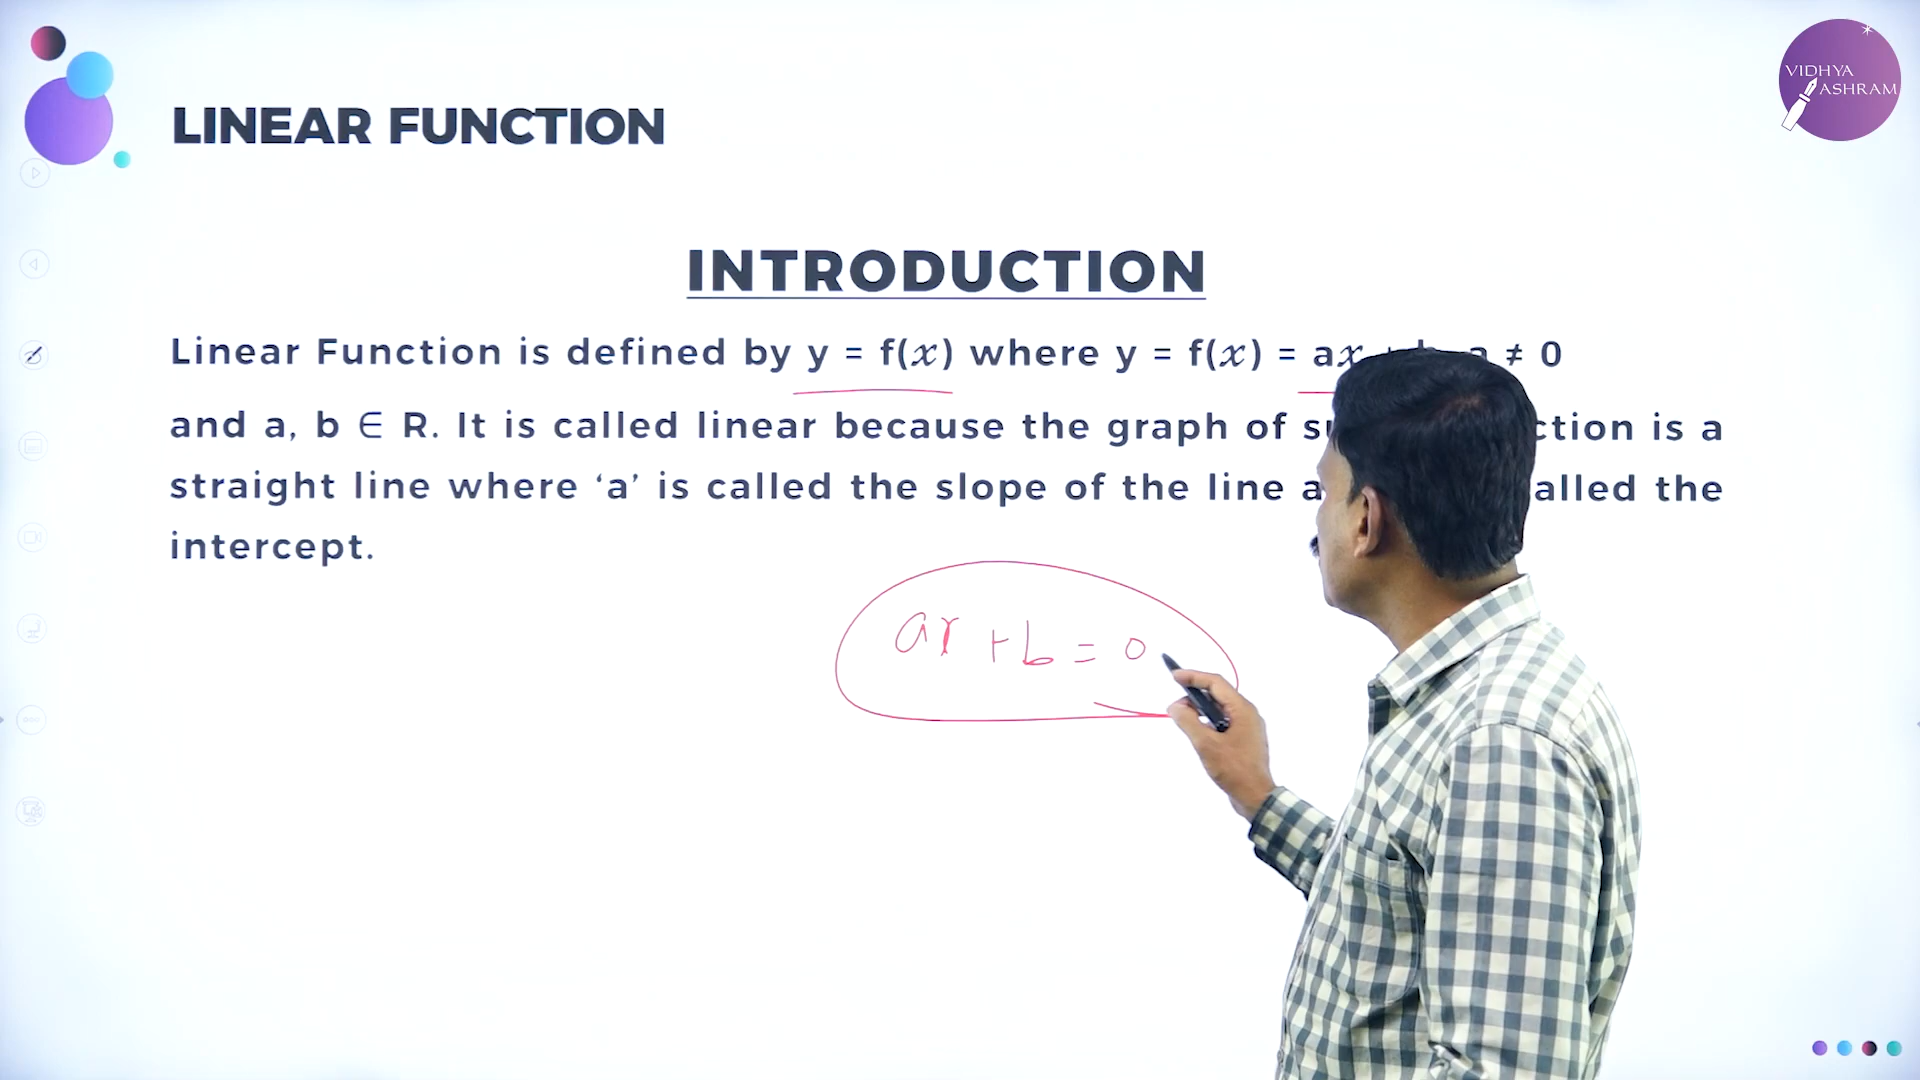 VIDHYA
ASHRAM
LINEAR FUNCTION
INTRODUCTION
Linear Function is defined by y = f(x) where y = f(x) = ax ≠ 0
and a, b ∈ R. It is called linear because the graph of ction is a
straight line where ‘a’ is called the slope of the line alled the
intercept.
ax + b = 0